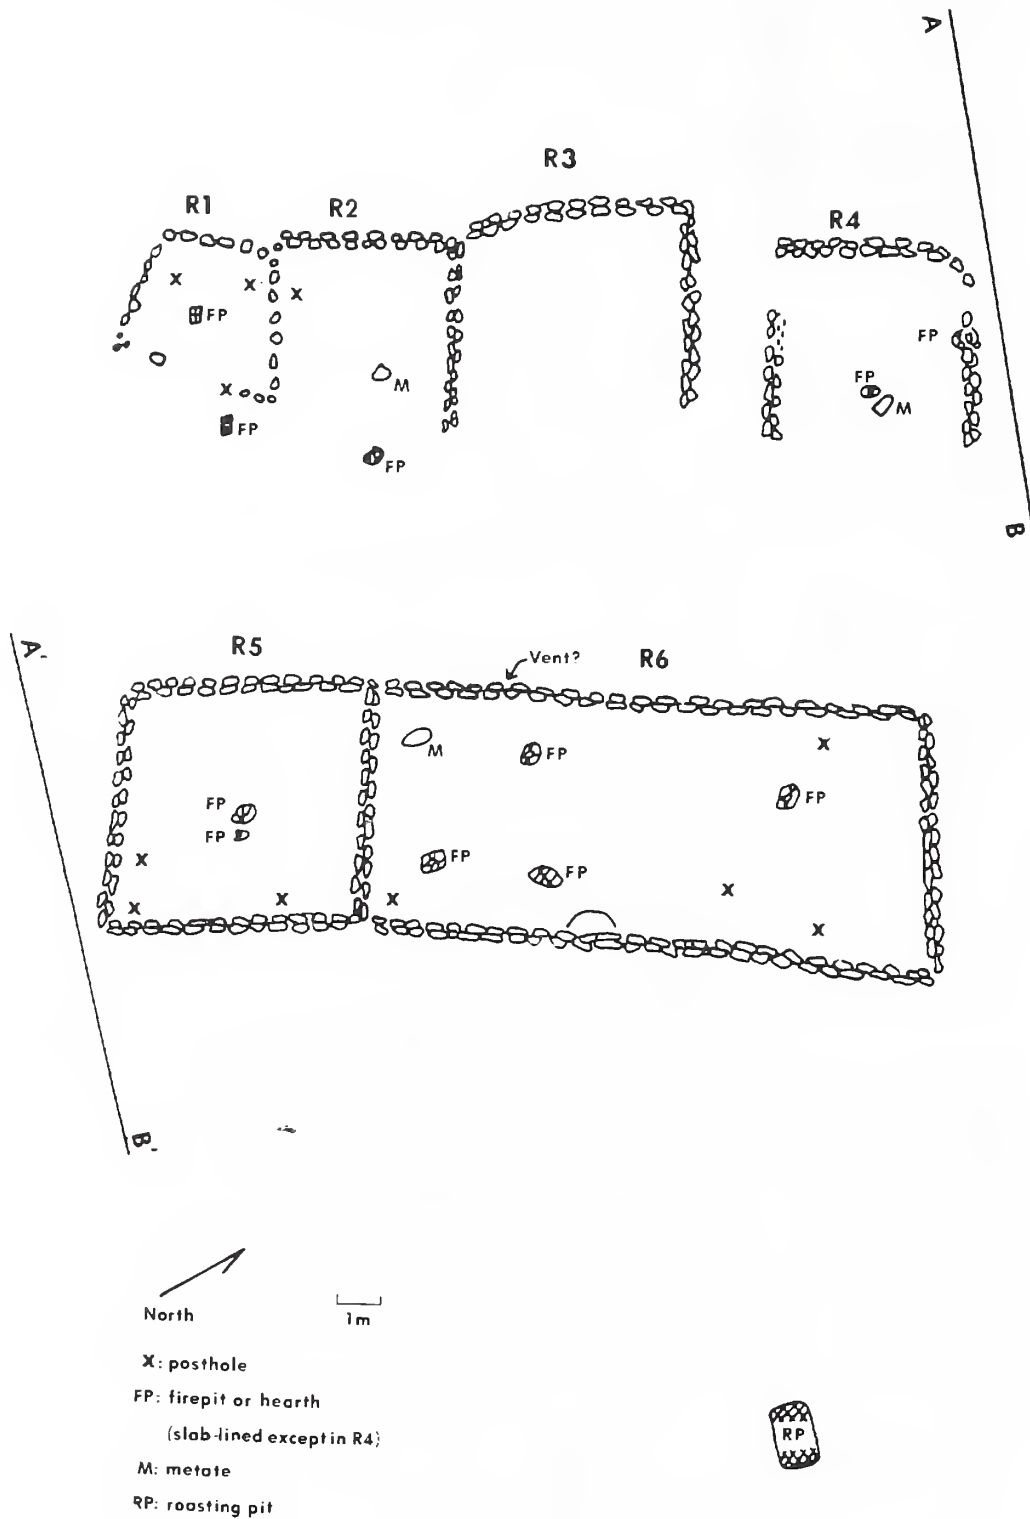 A
R3
R1
R2
R4
X
X
X
FP
FP
M
FP
M
X
FP
FP
B
A'
R5
Vent?
R6
M
FP
X
FP
FP
FP
FP
FP
X
X
X
X
X
X
B'
North
1m
X: posthole
FP: firepit or hearth
(slab-lined except in R4)
M: metate
RP: roasting pit
RP